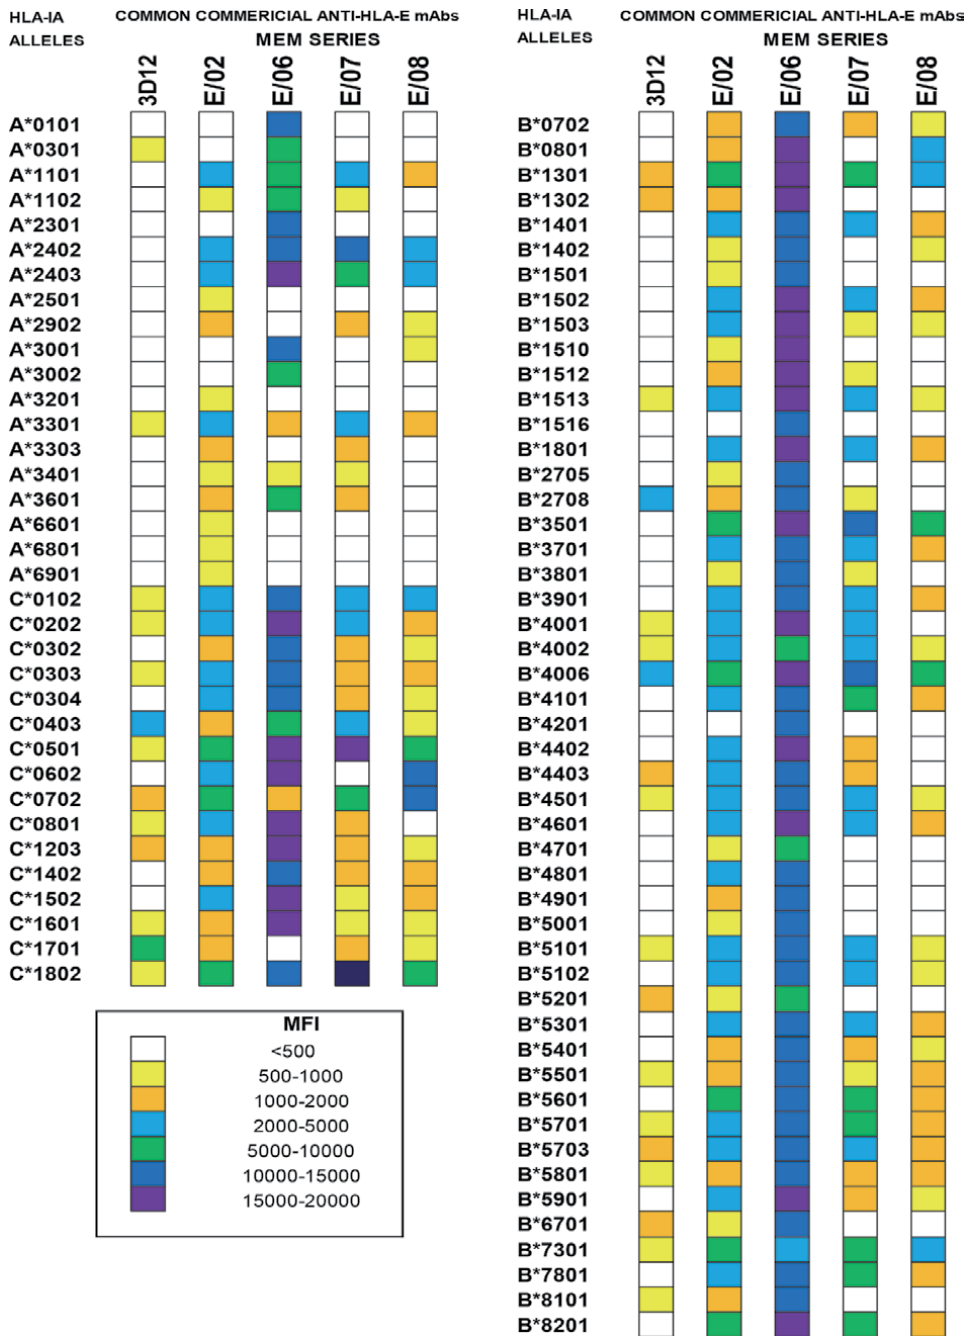 HLA-IA COMMON COMMERICIAL ANTI-HLA-E mAbs
ALLELES MEM SERIES
3D12 E/02 E/06 E/07 E/08
A*0101
A*0301
A*1101
A*1102
A*2301
A*2402
A*2403
A*2501
A*2902
A*3001
A*3002
A*3201
A*3301
A*3303
A*3401
A*3601
A*6601
A*6801
A*6901
C*0102
C*0202
C*0302
C*0303
C*0304
C*0403
C*0501
C*0602
C*0702
C*0801
C*1203
C*1402
C*1502
C*1601
C*1701
C*1802
MFI
<500
500-1000
1000-2000
2000-5000
5000-10000
10000-15000
15000-20000
HLA-IA COMMON COMMERICIAL ANTI-HLA-E mAbs
ALLELES MEM SERIES
3D12 E/02 E/06 E/07 E/08
B*0702
B*0801
B*1301
B*1302
B*1401
B*1402
B*1501
B*1502
B*1503
B*1510
B*1512
B*1513
B*1516
B*1801
B*2705
B*2708
B*3501
B*3701
B*3801
B*3901
B*4001
B*4002
B*4006
B*4101
B*4201
B*4402
B*4403
B*4501
B*4601
B*4701
B*4801
B*4901
B*5001
B*5101
B*5102
B*5201
B*5301
B*5401
B*5501
B*5601
B*5701
B*5703
B*5801
B*5901
B*6701
B*7301
B*7801
B*8101
B*8201